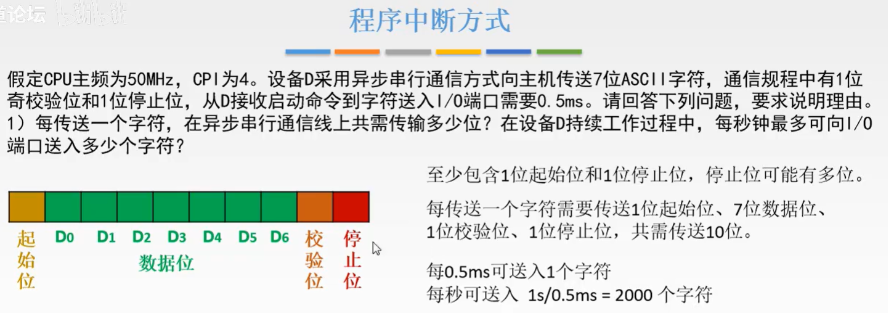 道论坛
程序中断方式
假定CPU主频为50MHz，CPI为4。设备D采用异步串行通信方式向主机传送7位ASCII字符，通信规程中有1位
奇校验位和1位停止位，从D接收启动命令到字符送入I/O端口需要0.5ms。请回答下列问题，要求说明理由。
1）每传送一个字符，在异步串行通信线上共需传输多少位？在设备D持续工作过程中，每秒钟最多可向I/O
端口送入多少个字符？
至少包含1位起始位和1位停止位，停止位可能有多位。
每传送一个字符需要传送1位起始位、7位数据位、
1位校验位、1位停止位，共需传送10位。
起始位
D0 D1 D2 D3 D4 D5 D6
数据位
校验位
停止位
每0.5ms可送入1个字符
每秒可送入 1s/0.5ms = 2000 个字符